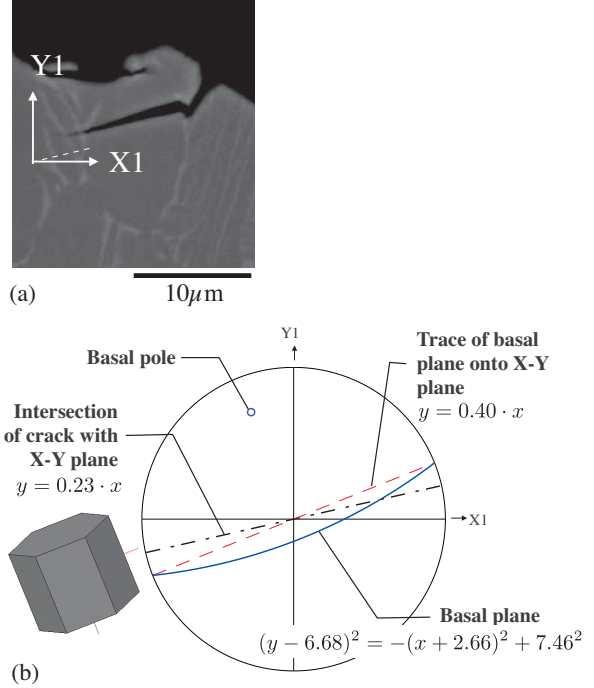 Y1
X1
(a)
10μm
Y1
Basal pole
Trace of basal
plane onto X-Y
plane
y = 0.40 · x
Intersection
of crack with
X-Y plane
y = 0.23 · x
X1
Basal plane
(y − 6.68)² = −(x + 2.66)² + 7.46²
(b)